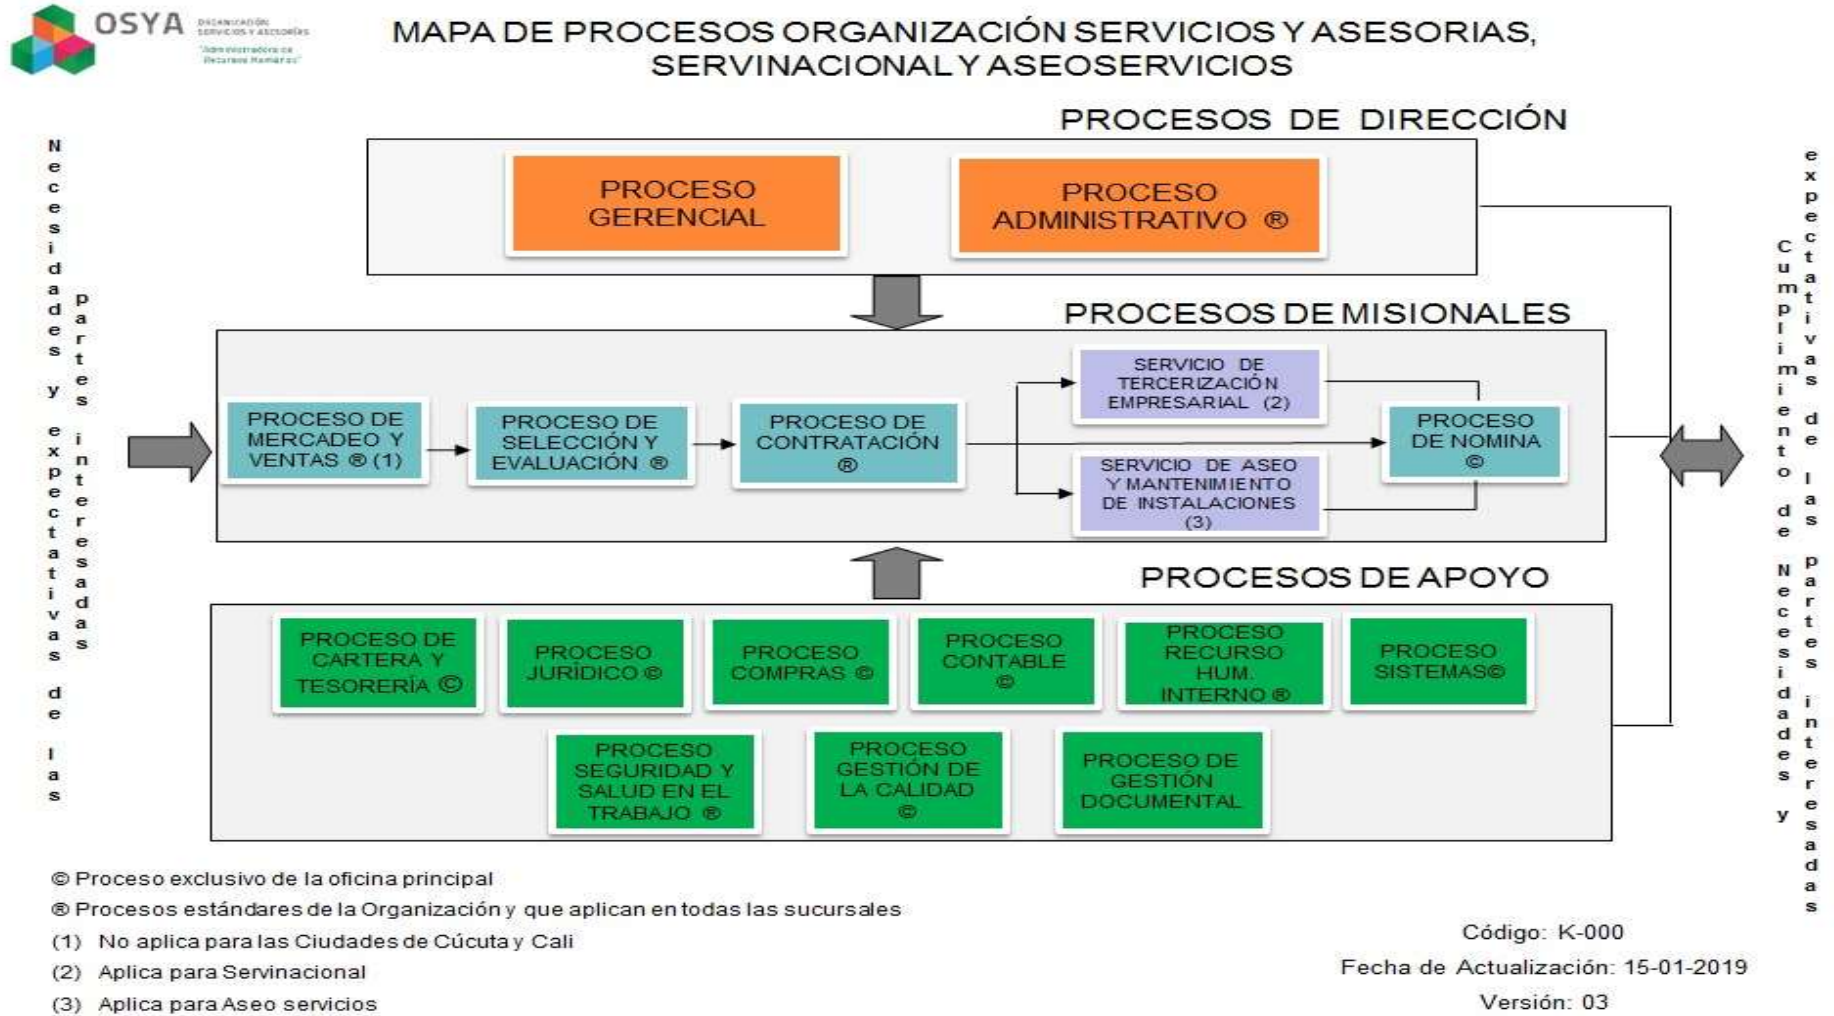 OSYA
ORGANIZACIÓN
SERVICIOS Y ASESORÍAS
"Administradora de
Recursos Humanos"
MAPA DE PROCESOS ORGANIZACIÓN SERVICIOS Y ASESORIAS,
SERVINACIONAL Y ASEOSERVICIOS
Necesidades y expectativas de las
partes interesadas
PROCESOS DE DIRECCIÓN
PROCESO
GERENCIAL
PROCESO
ADMINISTRATIVO ®
PROCESOS DE MISIONALES
PROCESO DE
MERCADEO Y
VENTAS ® (1)
PROCESO DE
SELECCIÓN Y
EVALUACIÓN ®
PROCESO DE
CONTRATACIÓN
®
SERVICIO DE
TERCERIZACIÓN
EMPRESARIAL (2)
SERVICIO DE ASEO
Y MANTENIMIENTO
DE INSTALACIONES
(3)
PROCESO
DE NOMINA
©
PROCESOS DE APOYO
PROCESO DE
CARTERA Y
TESORERÍA ©
PROCESO
JURÍDICO ©
PROCESO
COMPRAS ©
PROCESO
CONTABLE
©
PROCESO
RECURSO
HUM.
INTERNO ®
PROCESO
SISTEMAS©
PROCESO
SEGURIDAD Y
SALUD EN EL
TRABAJO ®
PROCESO
GESTIÓN DE
LA CALIDAD
©
PROCESO DE
GESTIÓN
DOCUMENTAL
Cumplimiento de Necesidades y
expectativas de las partes interesadas
© Proceso exclusivo de la oficina principal
® Procesos estándares de la Organización y que aplican en todas las sucursales
(1) No aplica para las Ciudades de Cúcuta y Cali
(2) Aplica para Servinacional
(3) Aplica para Aseo servicios
Código: K-000
Fecha de Actualización: 15-01-2019
Versión: 03